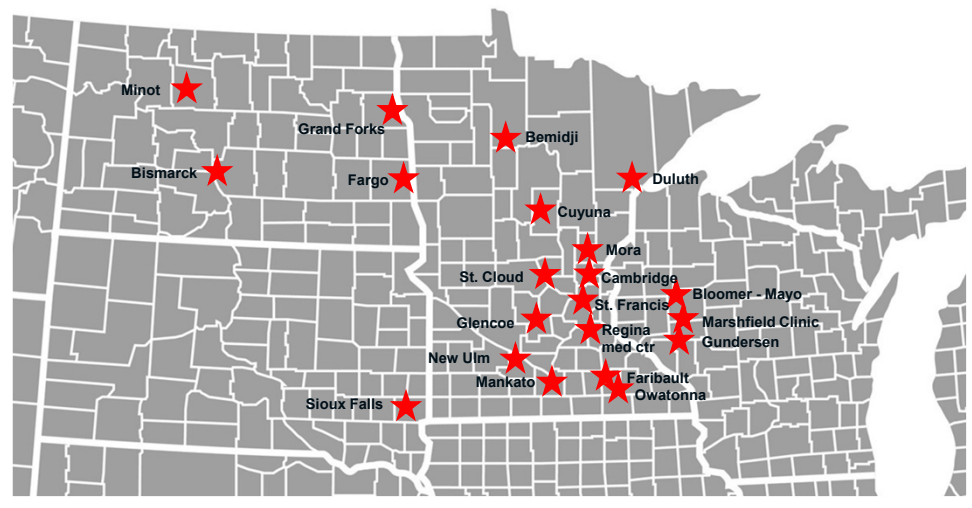 Minot
Grand Forks
Bemidji
Bismarck
Fargo
Duluth
Cuyuna
Mora
St. Cloud
Cambridge
Bloomer - Mayo
St. Francis
Glencoe
Marshfield Clinic
Regina
med ctr
Gundersen
New Ulm
Mankato
Faribault
Owatonna
Sioux Falls